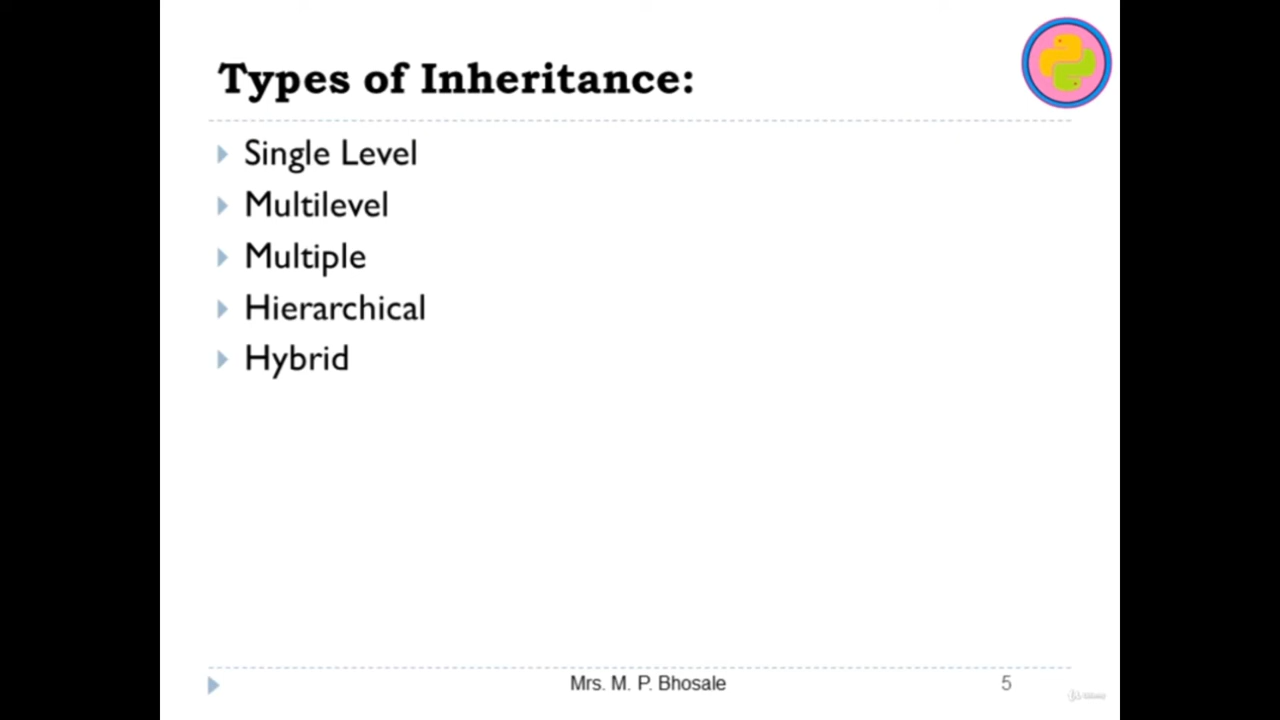 Types of Inheritance:
Single Level
Multilevel
Multiple
Hierarchical
Hybrid
Mrs. M. P. Bhosale
5